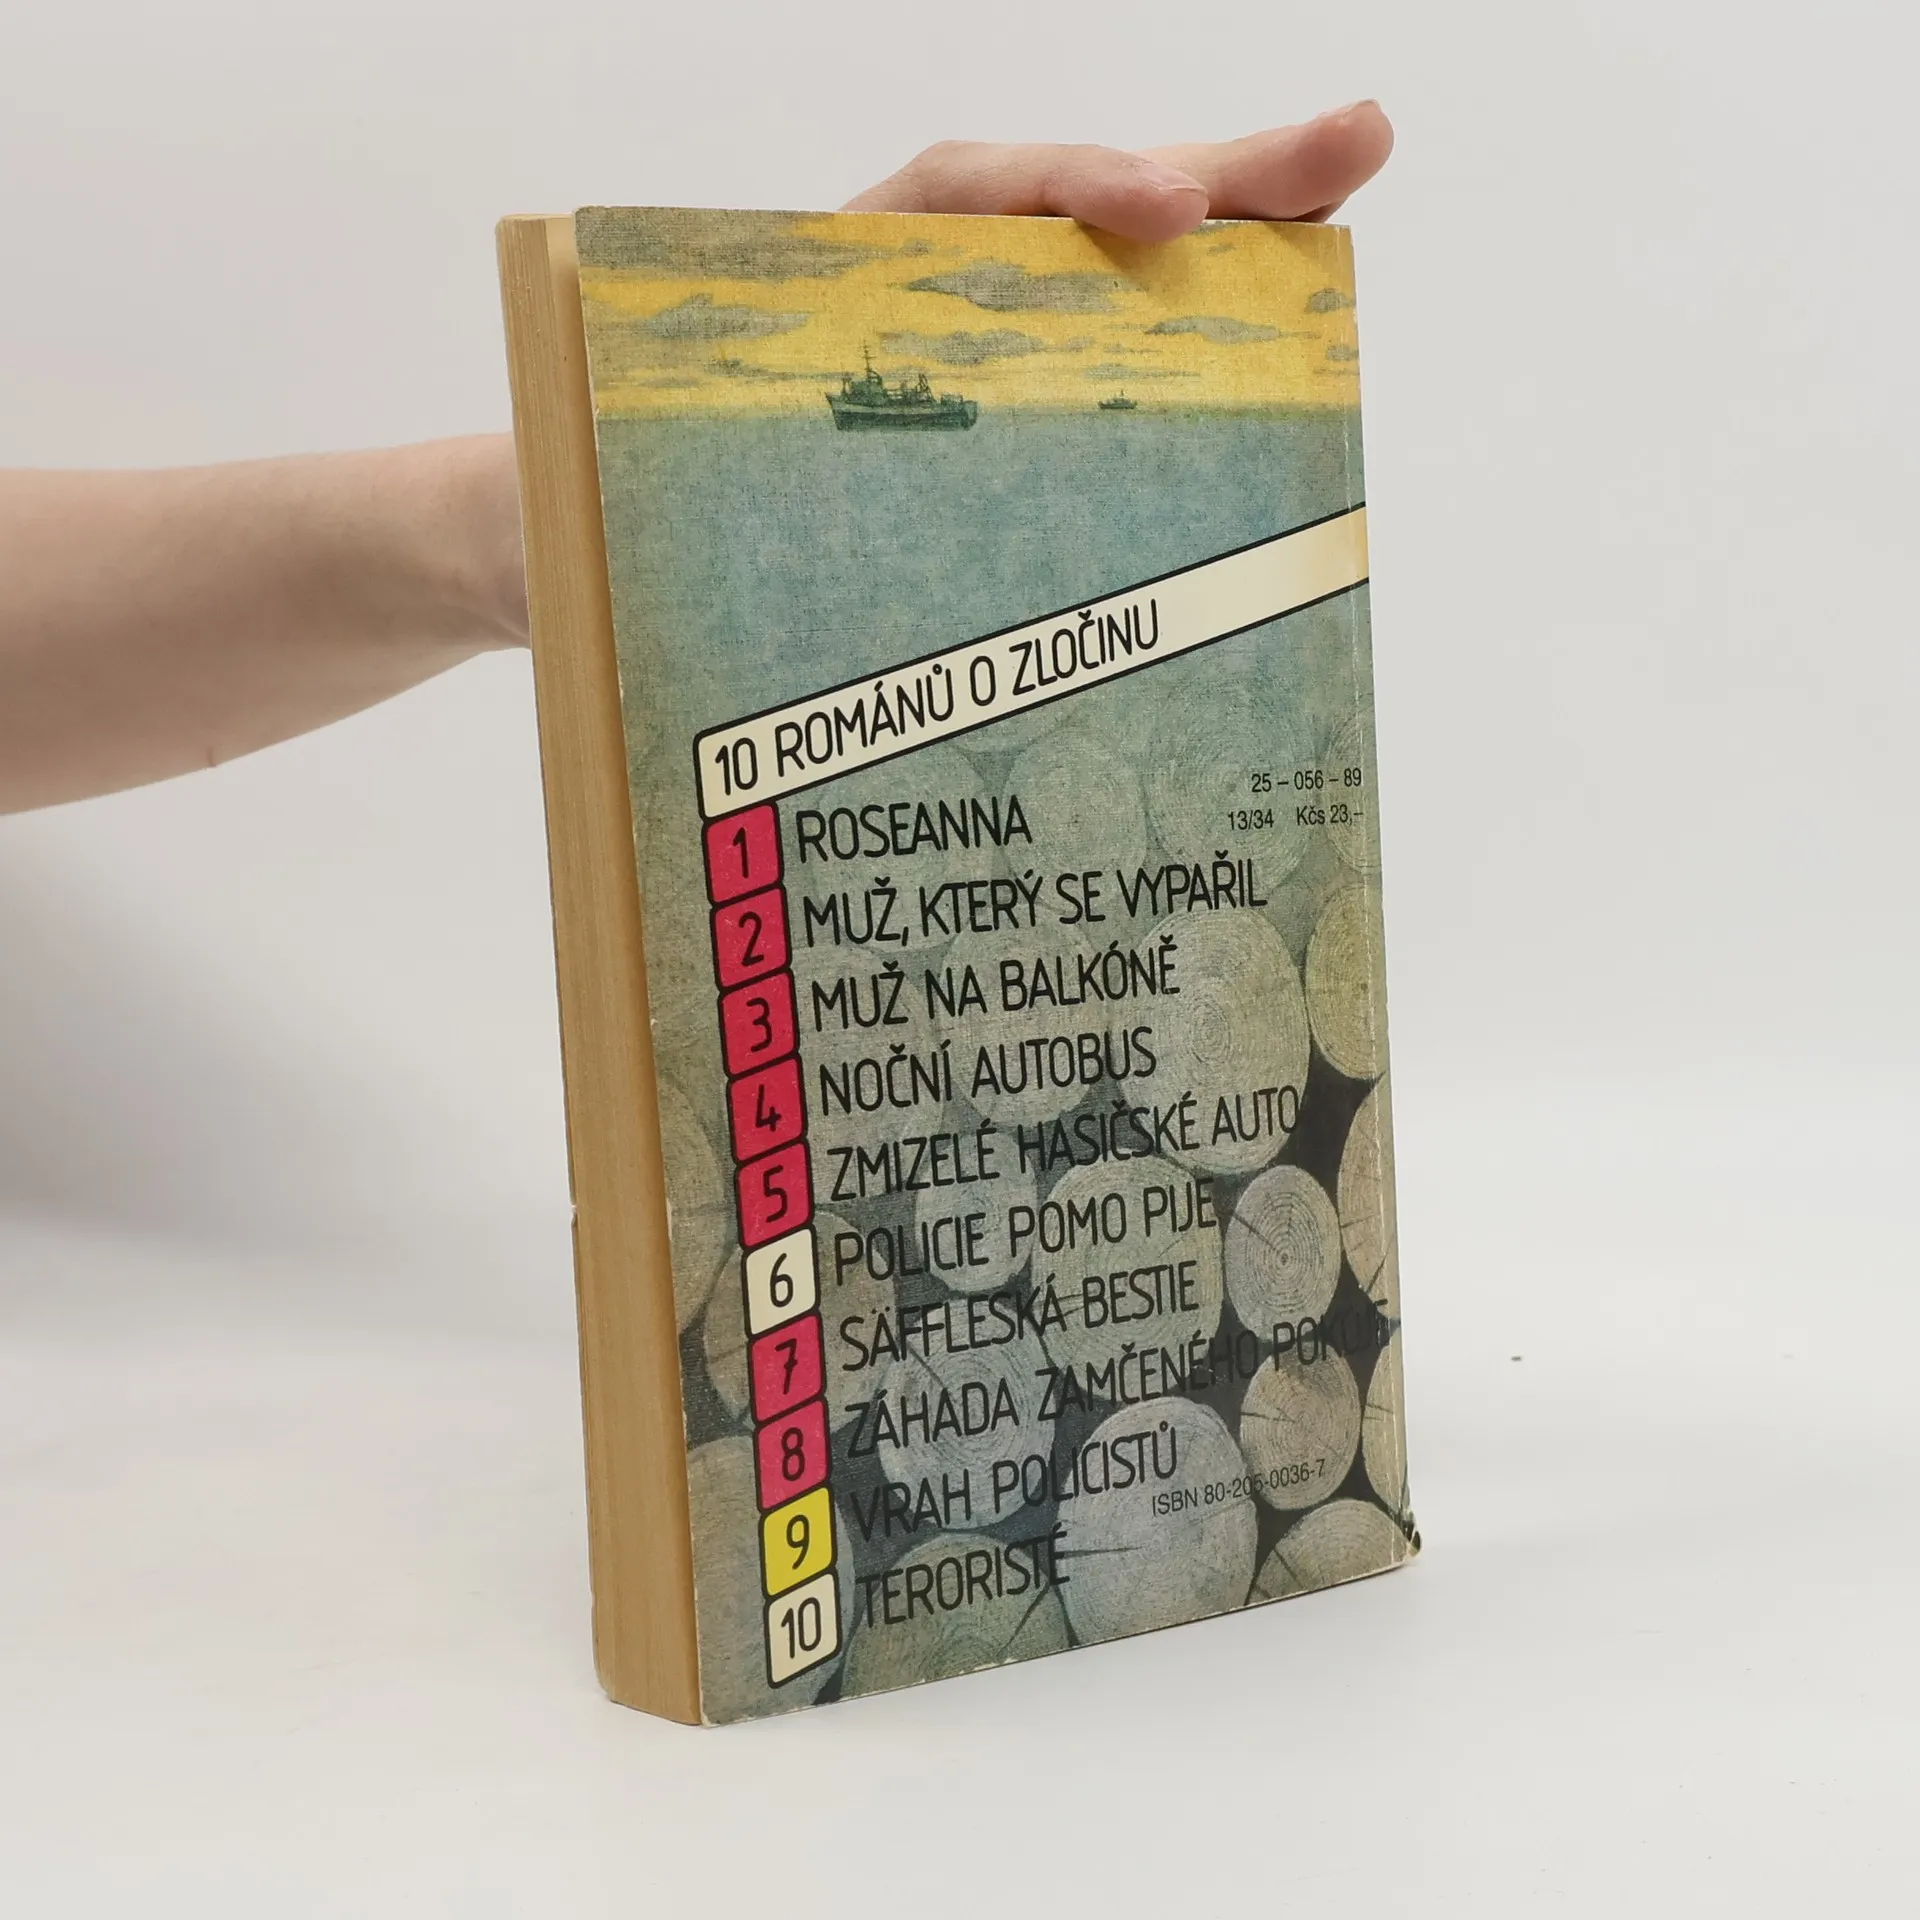 10 ROMÁNŮ O ZLOČINU
25 – 056 – 89
13/34 Kčs 23,–
1 ROSEANNA
2 MUŽ, KTERÝ SE VYPAŘIL
3 MUŽ NA BALKÓNĚ
4 NOČNÍ AUTOBUS
5 ZMIZELÉ HASIČSKÉ AUTO
6 POLICIE POMO PIJE
7 SÄFFLESKÁ BESTIE
8 ZÁHADA ZAMČENÉHO POKOJE
9 VRAH POLICISTŮ
10 TERORISTÉ
ISBN 80-205-0036-7